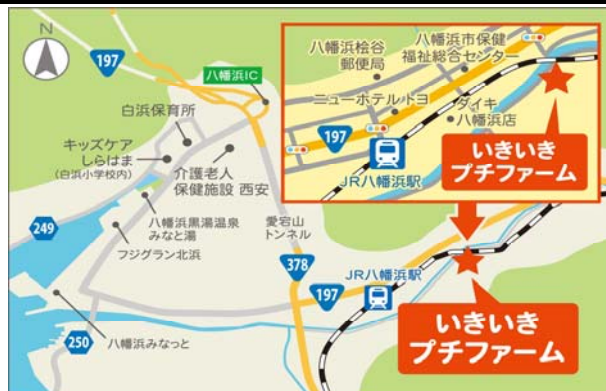 N
197
八幡浜IC
白浜保育所
キッズケア
しらはま
(白浜小学校内)
介護老人
保健施設 西安
249
八幡浜黒湯温泉
みなと湯
フジグラン北浜
愛宕山
トンネル
378
197
JR八幡浜駅
250
八幡浜みなっと
いきいき
プチファーム
八幡浜桧谷
郵便局
八幡浜市保健
福祉総合センター
ニューホテルトヨ
ダイキ
八幡浜店
197
JR八幡浜駅
いきいき
プチファーム